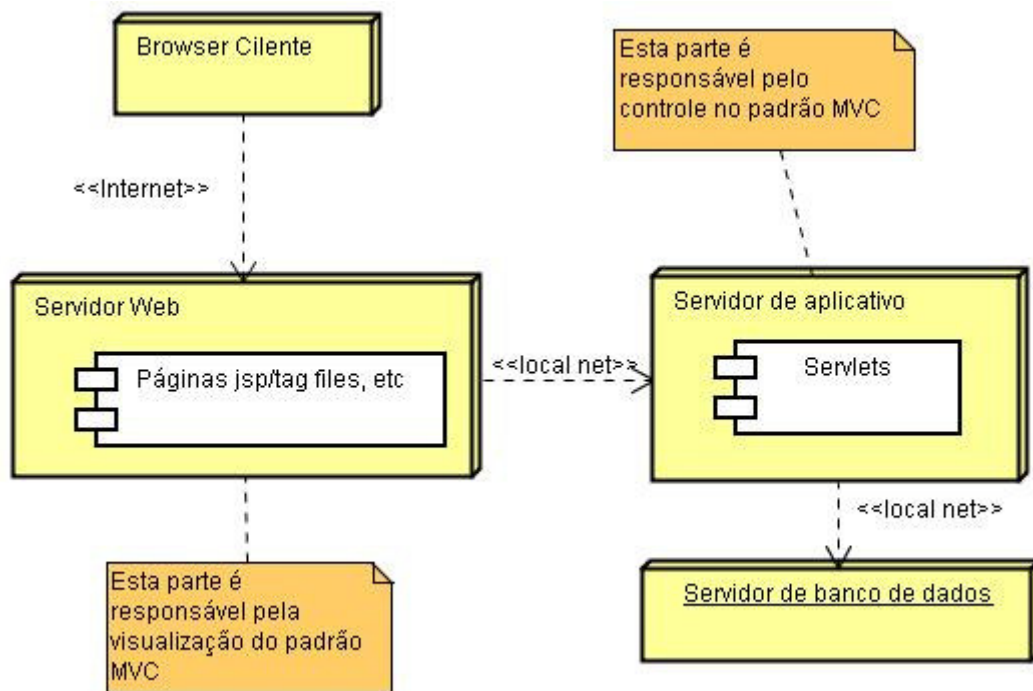 Browser Cilente
Esta parte é
responsável pelo
controle no padrão MVC
<<Internet>>
Servidor Web
Páginas jsp/tag files, etc
<<local net>>
Servidor de aplicativo
Servlets
<<local net>>
Esta parte é
responsável pela
visualização do padrão
MVC
Servidor de banco de dados